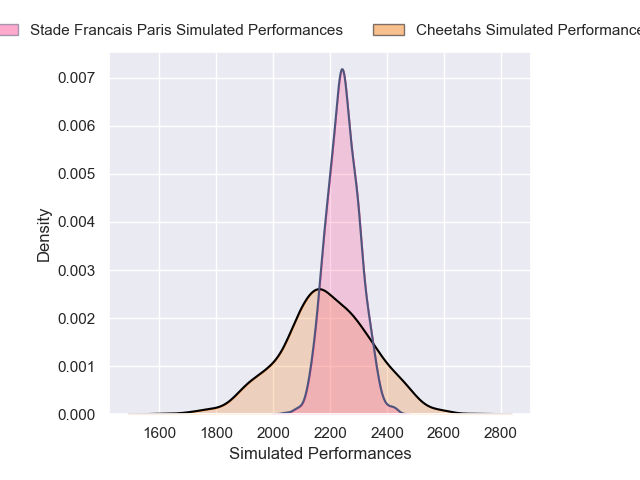 Stade Francais Paris Simulated Performances Cheetahs Simulated Performance
0.007
0.006
0.005
0.004
0.003
0.002
0.001
0.000
Density
1600 1800 2000 2200 2400 2600 2800
Simulated Performances